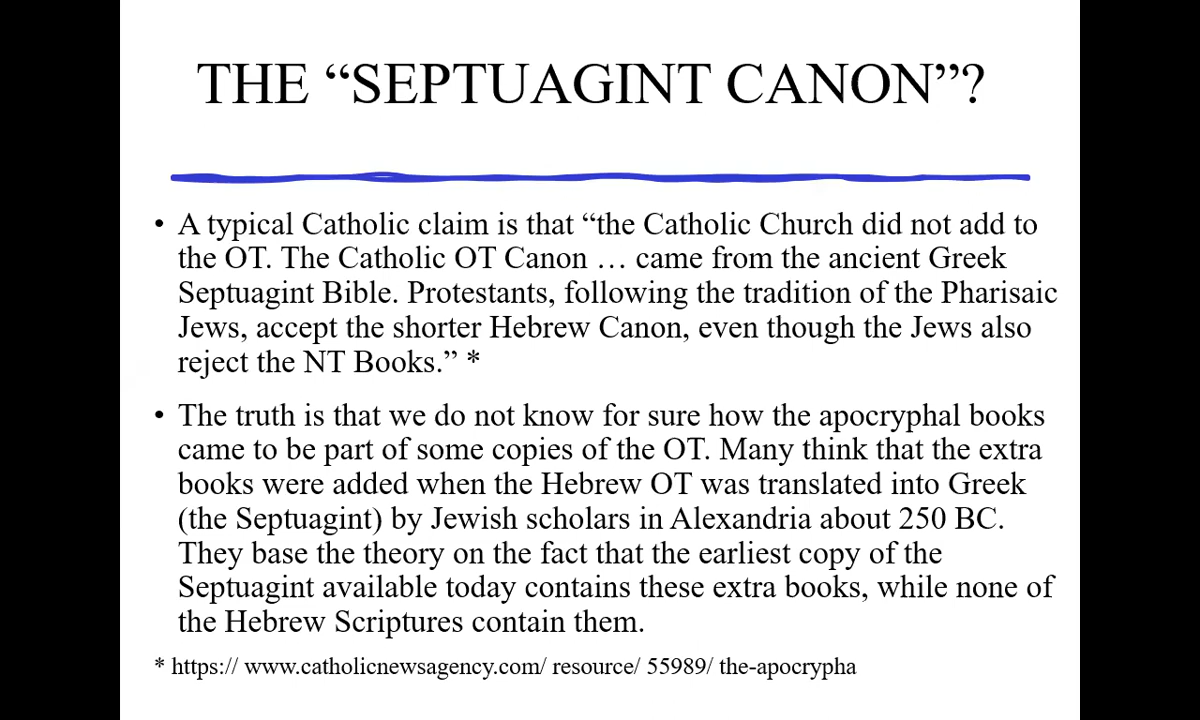 THE “SEPTUAGINT CANON”?
• A typical Catholic claim is that “the Catholic Church did not add to
the OT. The Catholic OT Canon … came from the ancient Greek
Septuagint Bible. Protestants, following the tradition of the Pharisaic
Jews, accept the shorter Hebrew Canon, even though the Jews also
reject the NT Books.” *
• The truth is that we do not know for sure how the apocryphal books
came to be part of some copies of the OT. Many think that the extra
books were added when the Hebrew OT was translated into Greek
(the Septuagint) by Jewish scholars in Alexandria about 250 BC.
They base the theory on the fact that the earliest copy of the
Septuagint available today contains these extra books, while none of
the Hebrew Scriptures contain them.
* https:// www.catholicnewsagency.com/ resource/ 55989/ the-apocrypha